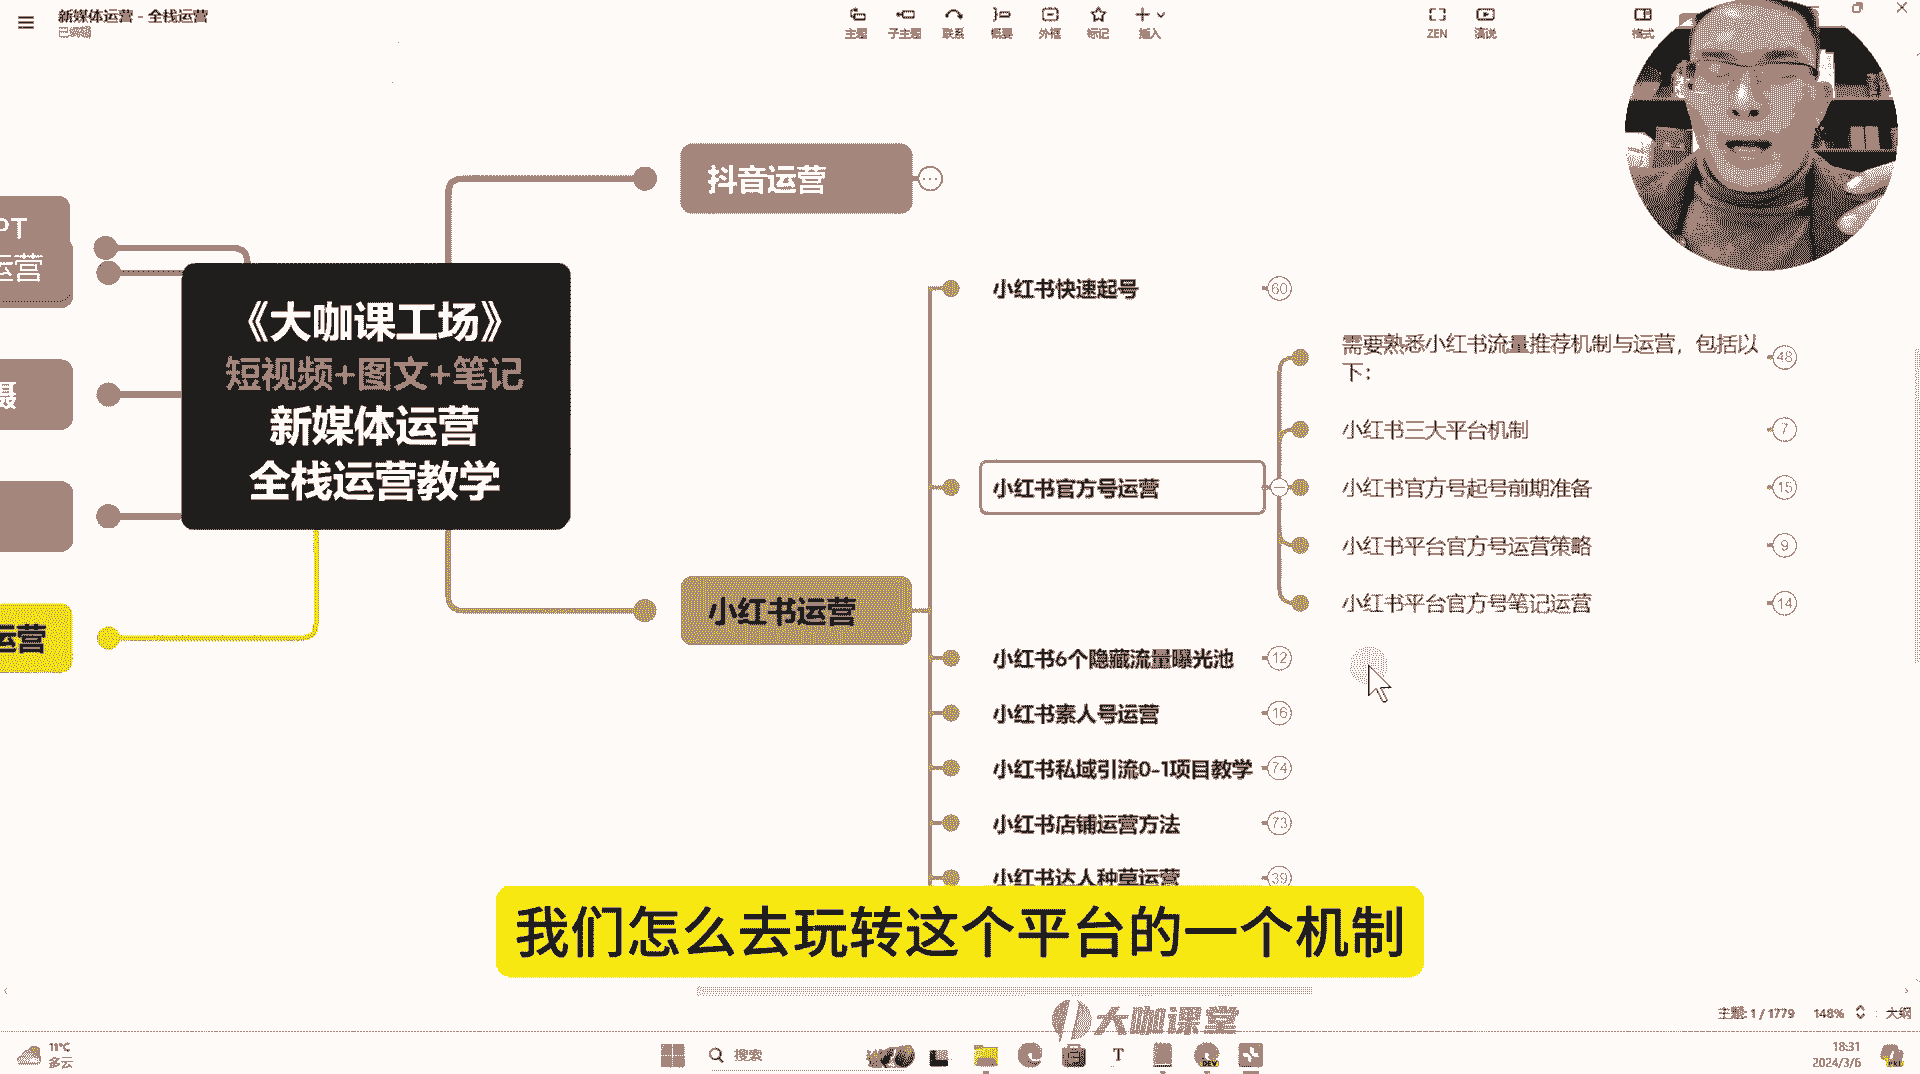 新媒体运营 - 全栈运营
已编辑
主题
子主题
联系
概要
外框
标记
插入
ZEN
演说
格式
PT
运营
摄
运营
《大咖课工场》
短视频+图文+笔记
新媒体运营
全栈运营教学
抖音运营
小红书运营
小红书快速起号
60
小红书官方号运营
需要熟悉小红书流量推荐机制与运营，包括以
下：
48
小红书三大平台机制
7
小红书官方号起号前期准备
15
小红书平台官方号运营策略
9
小红书平台官方号笔记运营
14
小红书6个隐藏流量曝光池
12
小红书素人号运营
16
小红书私域引流0-1项目教学
74
小红书店铺运营方法
73
小红书达人种草运营
39
我们怎么去玩转这个平台的一个机制
大咖课堂
主题: 1 / 1779
148%
大纲
11°C
多云
搜索
T
DEV
18:31
2024/3/6